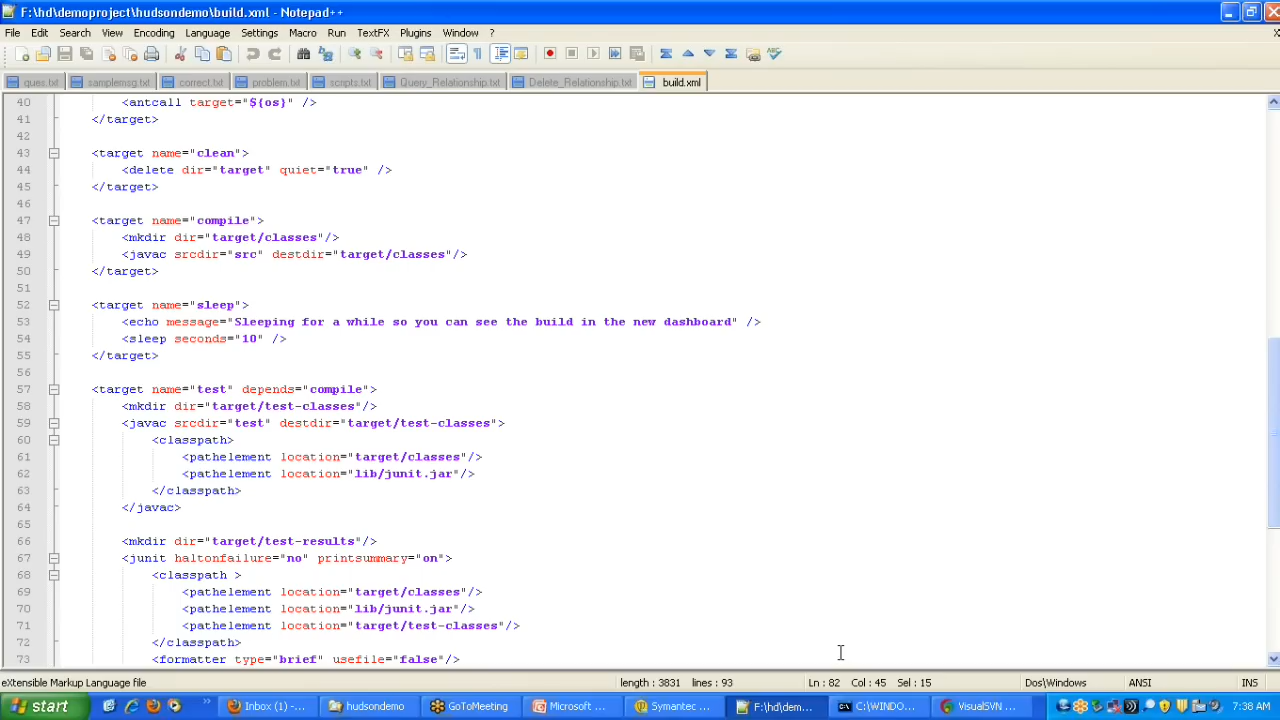 F:\hd\demoproject\hudsondemo\build.xml - Notepad++
File Edit Search View Encoding Language Settings Macro Run TextFX Plugins Window ?
ques.txt samplemsg.txt correct.txt problem.txt scripts.txt Query_Relationship.txt Delete_Relationship.txt build.xml
40 <antcall target="${os}" />
41 </target>
42
43 <target name="clean">
44 <delete dir="target" quiet="true" />
45 </target>
46
47 <target name="compile">
48 <mkdir dir="target/classes"/>
49 <javac srcdir="src" destdir="target/classes"/>
50 </target>
51
52 <target name="sleep">
53 <echo message="Sleeping for a while so you can see the build in the new dashboard" />
54 <sleep seconds="10" />
55 </target>
56
57 <target name="test" depends="compile">
58 <mkdir dir="target/test-classes"/>
59 <javac srcdir="test" destdir="target/test-classes">
60 <classpath>
61 <pathelement location="target/classes"/>
62 <pathelement location="lib/junit.jar"/>
63 </classpath>
64 </javac>
65
66 <mkdir dir="target/test-results"/>
67 <junit haltonfailure="no" printsummary="on">
68 <classpath >
69 <pathelement location="target/classes"/>
70 <pathelement location="lib/junit.jar"/>
71 <pathelement location="target/test-classes"/>
72 </classpath>
73 <formatter type="brief" usefile="false"/>
eXtensible Markup Language file length : 3831 lines : 93 Ln : 82 Col : 45 Sel : 15 Dos\Windows ANSI INS
start Inbox (1) -... hudsondemo GoToMeeting Microsoft ... Symantec ... F:\hd\dem... C:\WINDO... VisualSVN ... 7:38 AM